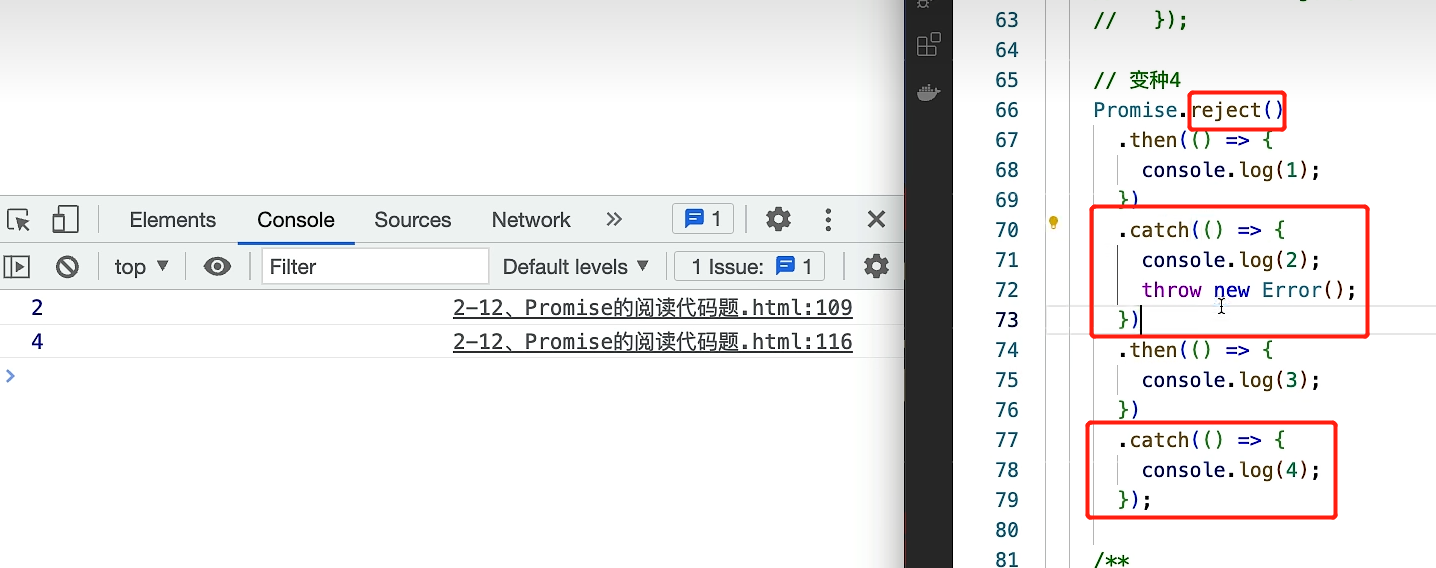 Elements
Console
Sources
Network
1
top
Filter
Default levels
1 Issue:
1
2
2-12、Promise的阅读代码题.html:109
4
2-12、Promise的阅读代码题.html:116
63 // });
64
65 // 变种4
66 Promise.reject()
67 .then(() => {
68 console.log(1);
69 })
70 .catch(() => {
71 console.log(2);
72 throw new Error();
73 })
74 .then(() => {
75 console.log(3);
76 })
77 .catch(() => {
78 console.log(4);
79 });
80
81 /**